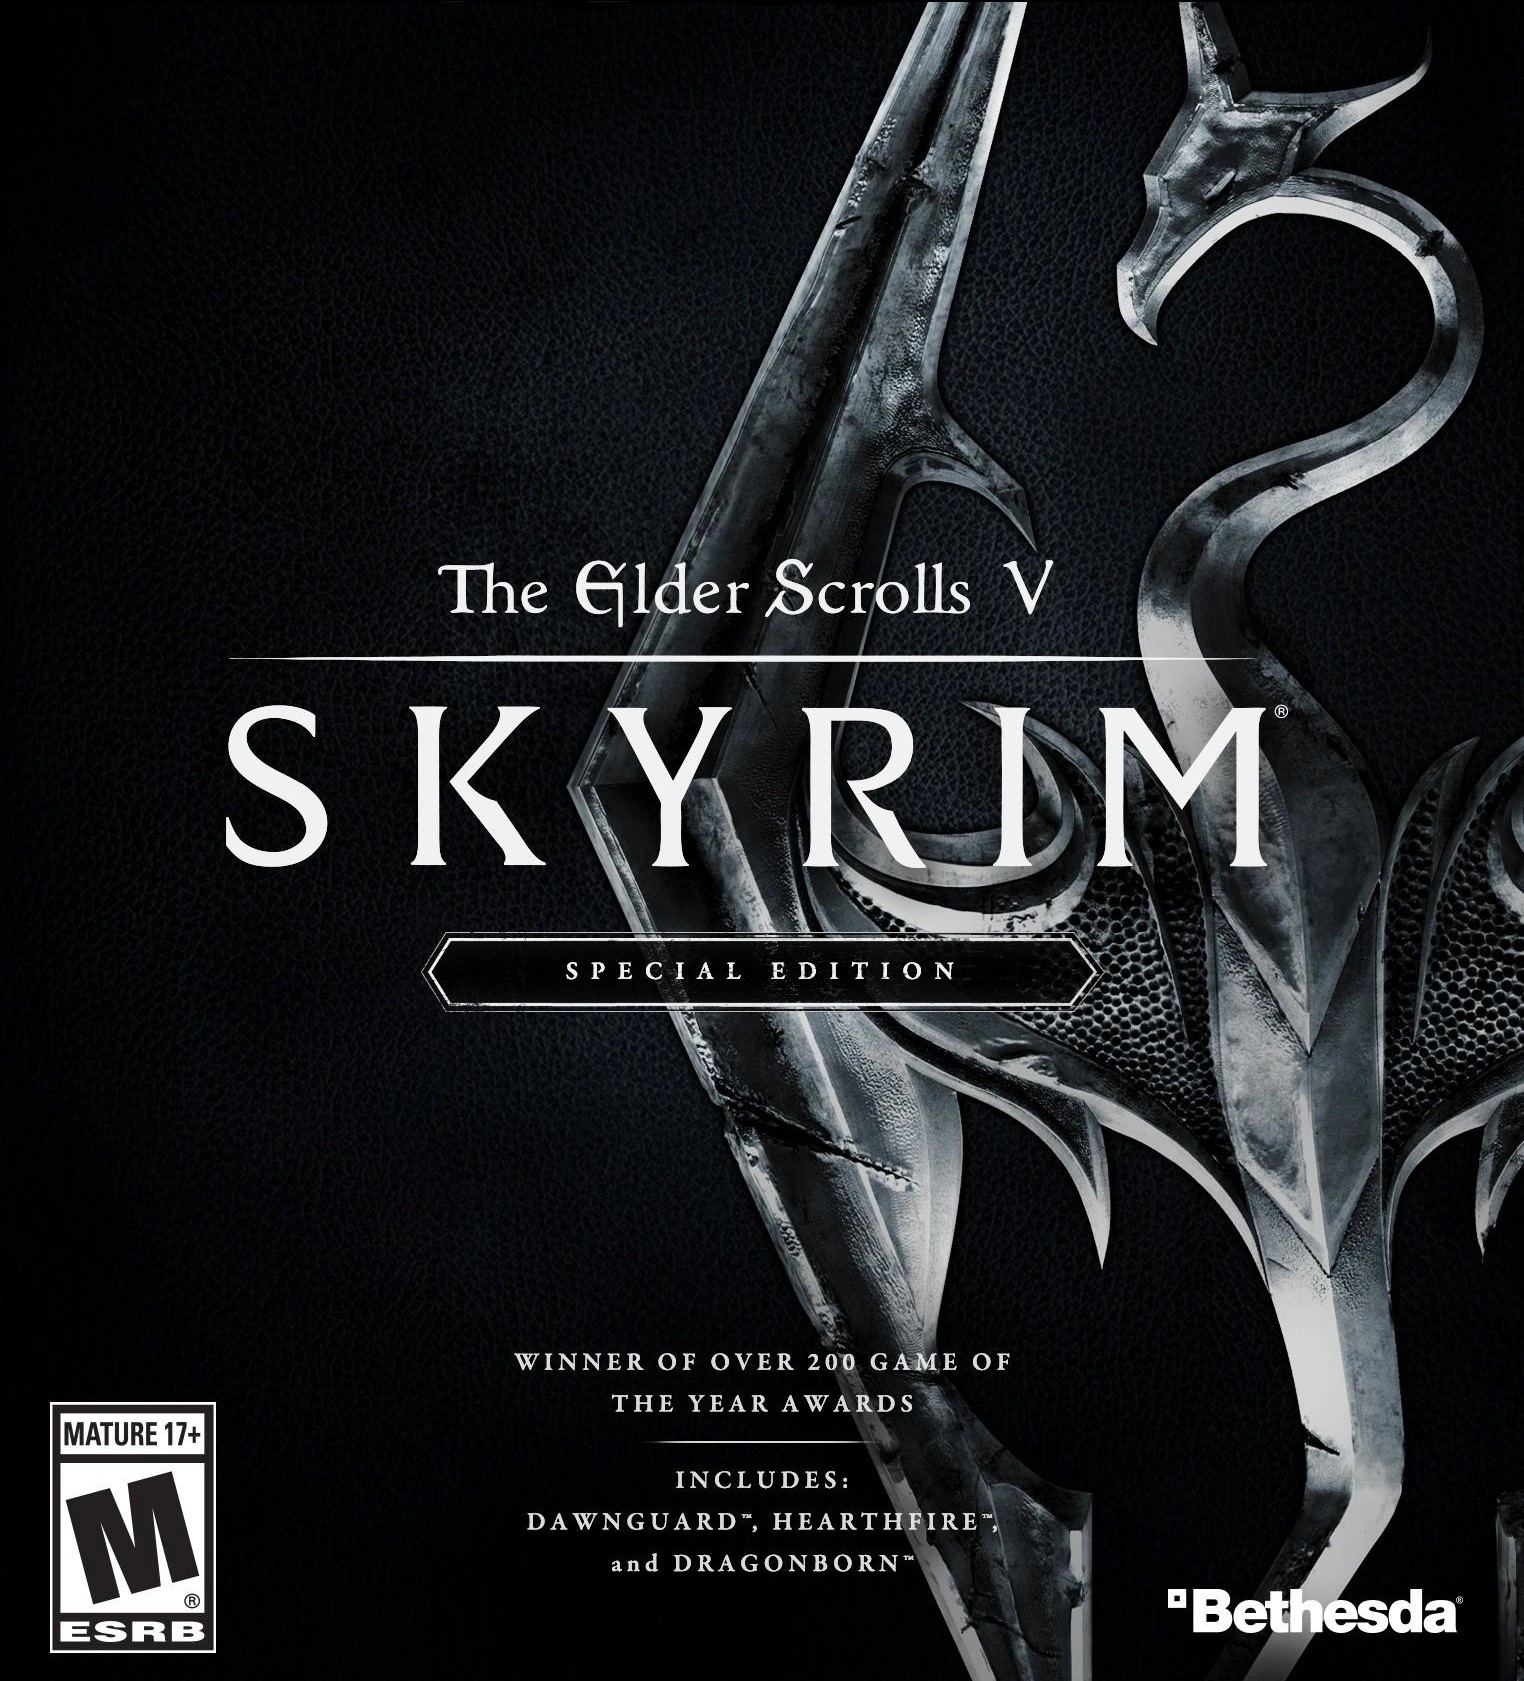 The Elder Scrolls V
SKYRIM®
SPECIAL EDITION
WINNER OF OVER 200 GAME OF
THE YEAR AWARDS
INCLUDES:
DAWNGUARD™, HEARTHFIRE™,
and DRAGONBORN™
MATURE 17+
M®
ESRB
Bethesda®